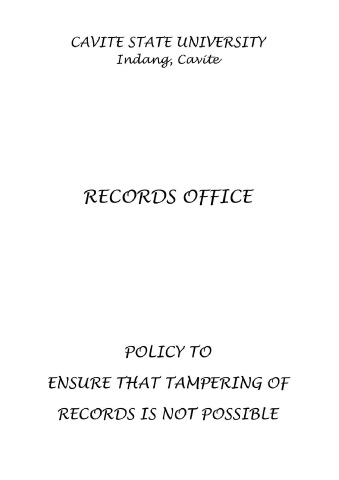 CAVITE STATE UNIVERSITY
Indang, Cavite
RECORDS OFFICE
POLICY TO
ENSURE THAT TAMPERING OF
RECORDS IS NOT POSSIBLE